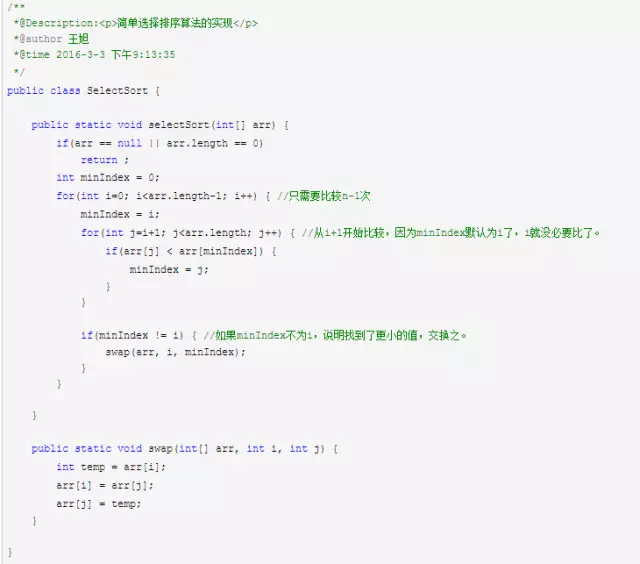 /**
 *@Description:<p>简单选择排序算法的实现</p>
 *@author 王旭
 *@time 2016-3-3 下午9:13:35
 */
public class SelectSort {
    public static void selectSort(int[] arr) {
        if(arr == null || arr.length == 0)
            return ;
        int minIndex = 0;
        for(int i=0; i<arr.length-1; i++) { //只需要比较n-1次
            minIndex = i;
            for(int j=i+1; j<arr.length; j++) { //从i+1开始比较，因为minIndex默认为i了，i就没必要比了。
                if(arr[j] < arr[minIndex]) {
                    minIndex = j;
                }
            }
            if(minIndex != i) { //如果minIndex不为i，说明找到了更小的值，交换之。
                swap(arr, i, minIndex);
            }
        }
    }
    public static void swap(int[] arr, int i, int j) {
        int temp = arr[i];
        arr[i] = arr[j];
        arr[j] = temp;
    }
}